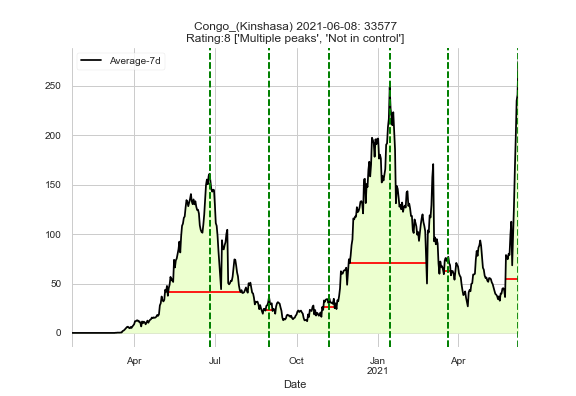 Congo_(Kinshasa) 2021-06-08: 33577
Rating:8 ['Multiple peaks', 'Not in control']
Average-7d
250
200
150
100
50
0
Apr
Jul
Oct
Jan
2021
Apr
Date